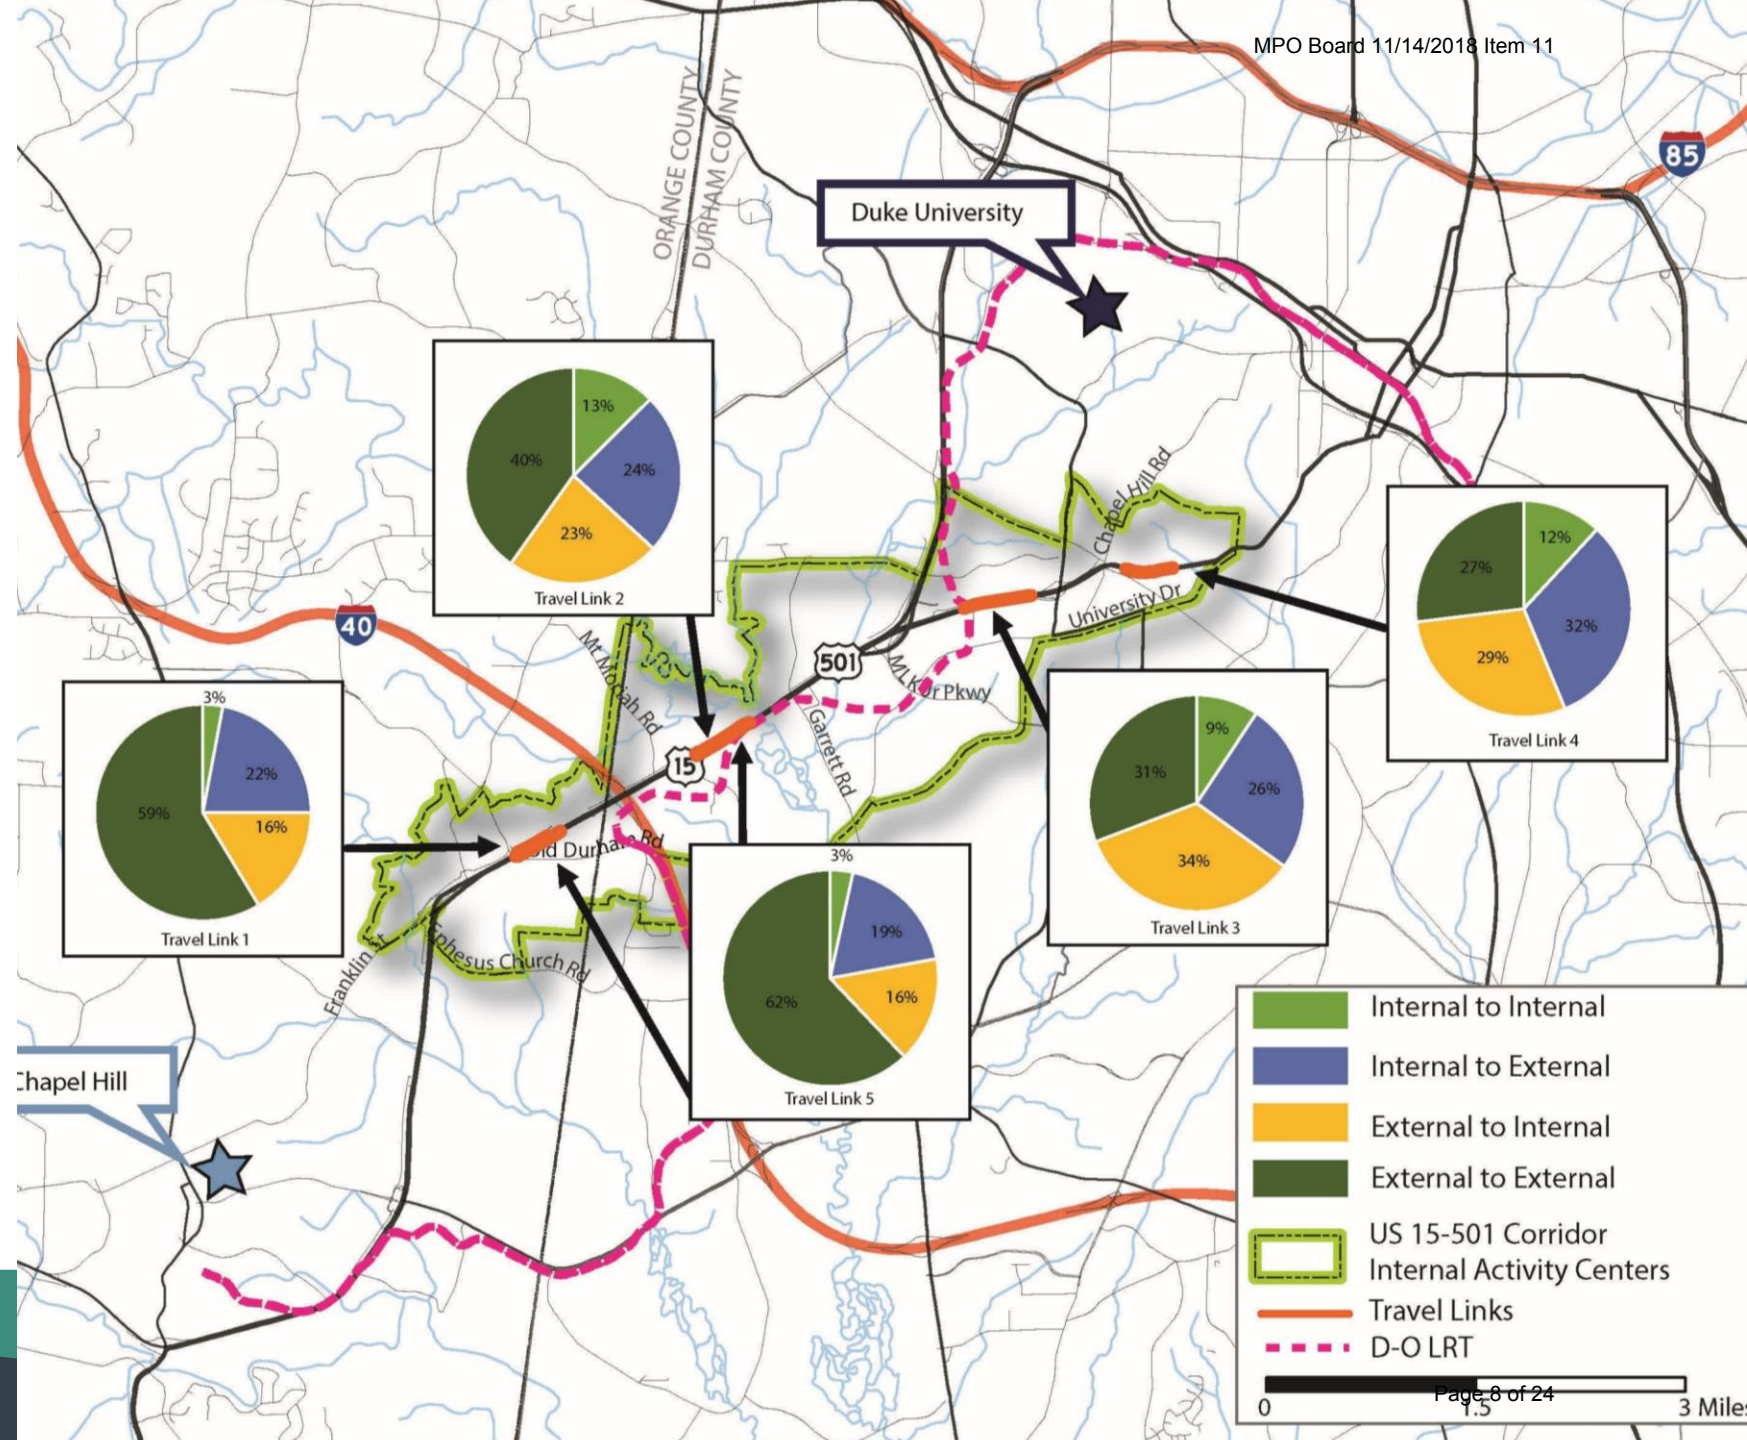 MPO Board 11/14/2018 Item 11
ORANGE COUNTY
DURHAM COUNTY
85
Duke University
13%
24%
23%
40%
Travel Link 2
Chapel Hill Rd
12%
32%
29%
27%
Travel Link 4
40
University Dr
501
Mt Moriah Rd
MLK Jr Pkwy
Garrett Rd
15
3%
22%
16%
59%
Travel Link 1
9%
26%
34%
31%
Travel Link 3
Old Durham Rd
3%
19%
16%
62%
Travel Link 5
Franklin St
Ephesus Church Rd
Chapel Hill
Internal to Internal
Internal to External
External to Internal
External to External
US 15-501 Corridor
Internal Activity Centers
Travel Links
D-O LRT
Page 8 of 24
0 1.5 3 Miles